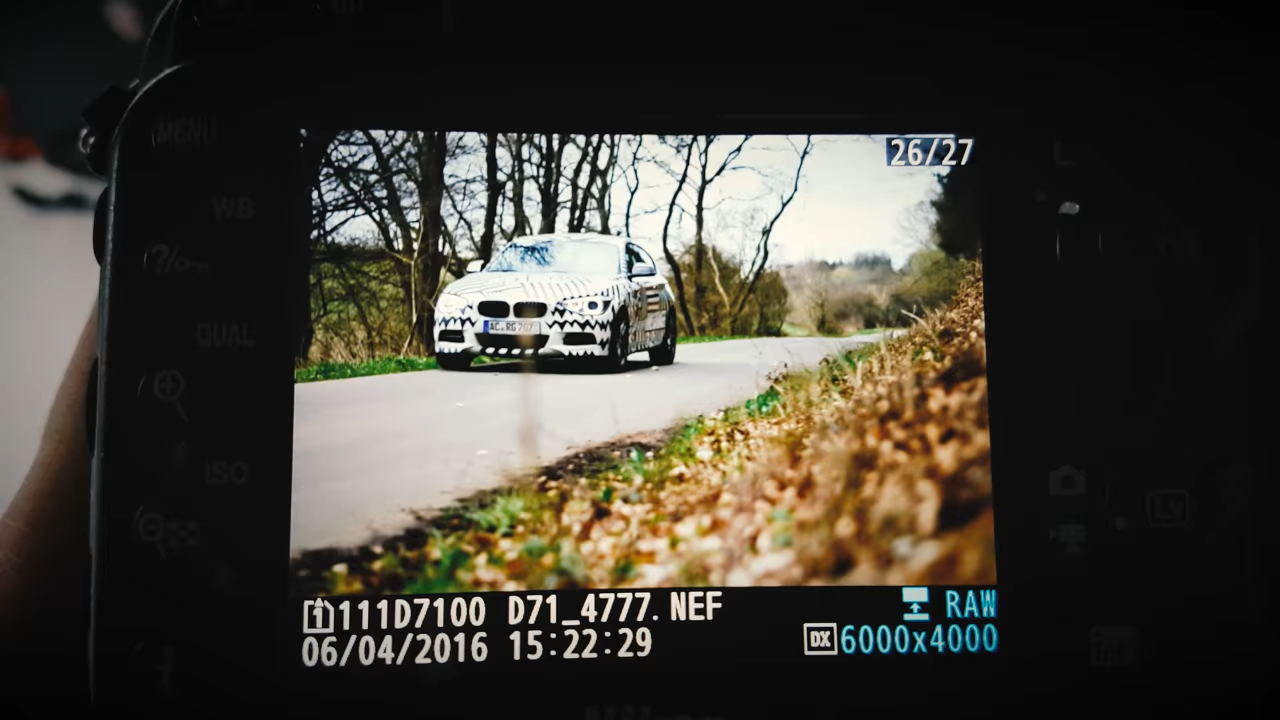 MENU
26/27
WB
QUAL
AC RG 707
ISO
Lv
111D7100 D71_4777.NEF RAW
06/04/2016 15:22:29 DX 6000x4000